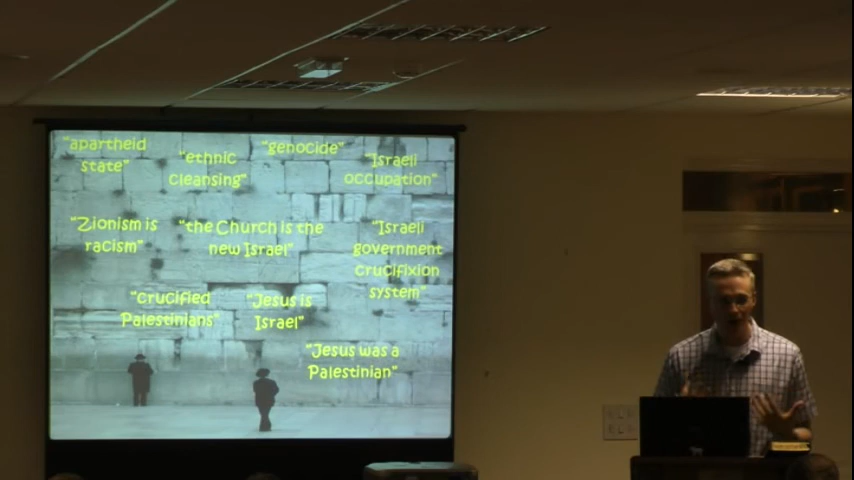 "apartheid
state"
"ethnic
cleansing"
"genocide"
"Israeli
occupation"
"Zionism is
racism"
"the Church is the
new Israel"
"Israeli
government
crucifixion
system"
"crucified
Palestinians"
"Jesus is
Israel"
"Jesus was a
Palestinian"